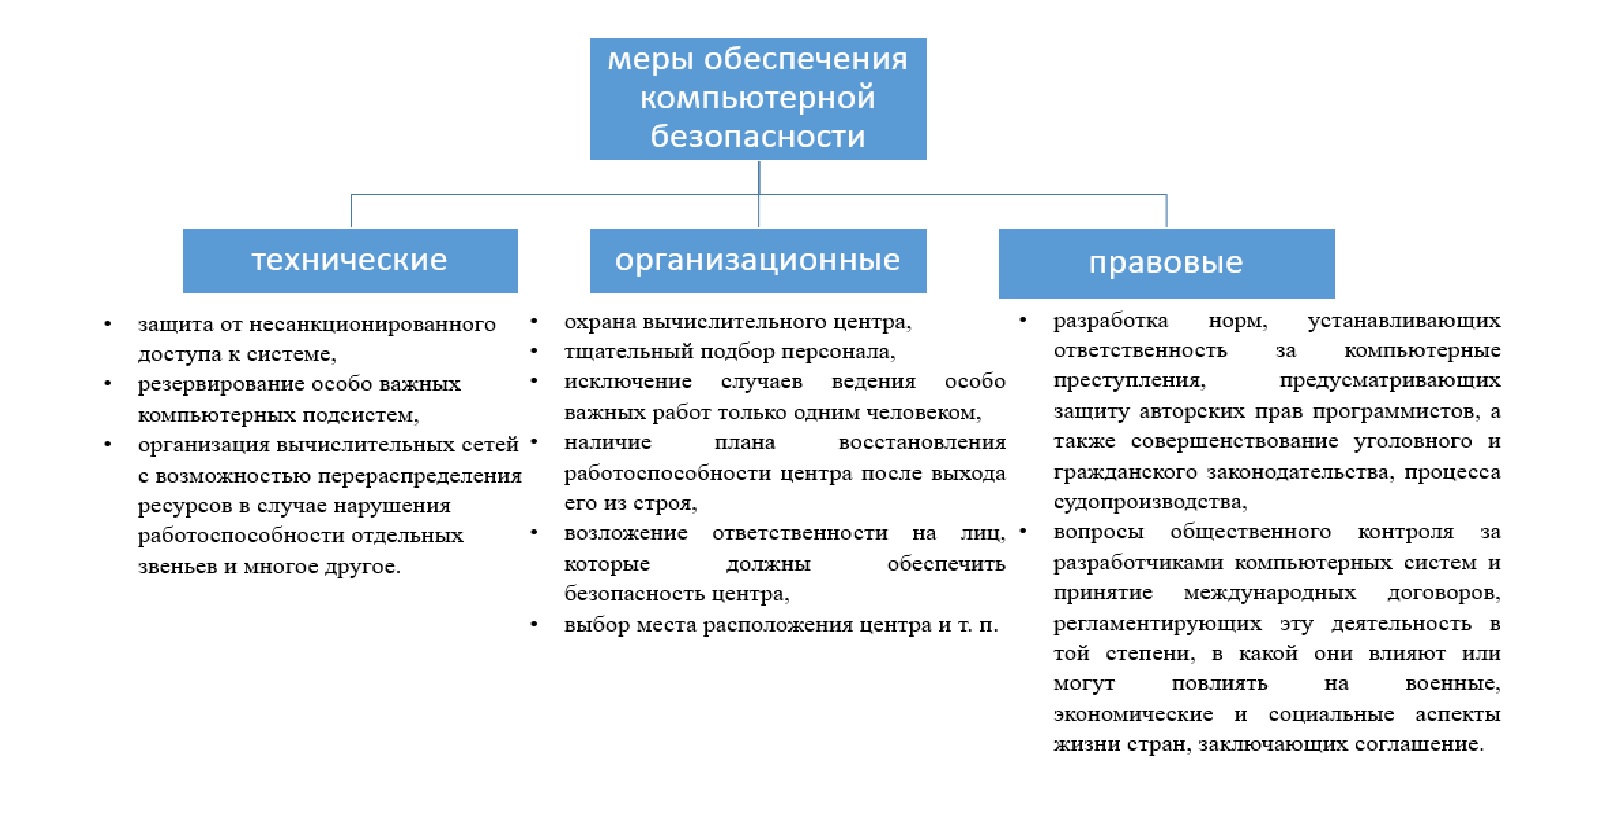 меры обеспечения
компьютерной
безопасности
технические
организационные
правовые
• защита от несанкционированного
доступа к системе,
• резервирование особо важных
компьютерных подсистем,
• организация вычислительных сетей
с возможностью перераспределения
ресурсов в случае нарушения
работоспособности отдельных
звеньев и многое другое.
• охрана вычислительного центра,
• тщательный подбор персонала,
• исключение случаев ведения особо
важных работ только одним человеком,
• наличие плана восстановления
работоспособности центра после выхода
его из строя,
• возложение ответственности на лиц,
которые должны обеспечить
безопасность центра,
• выбор места расположения центра и т. п.
• разработка норм, устанавливающих
ответственность за компьютерные
преступления, предусматривающих
защиту авторских прав программистов, а
также совершенствование уголовного и
гражданского законодательства, процесса
судопроизводства,
• вопросы общественного контроля за
разработчиками компьютерных систем и
принятие международных договоров,
регламентирующих эту деятельность в
той степени, в какой они влияют или
могут повлиять на военные,
экономические и социальные аспекты
жизни стран, заключающих соглашение.